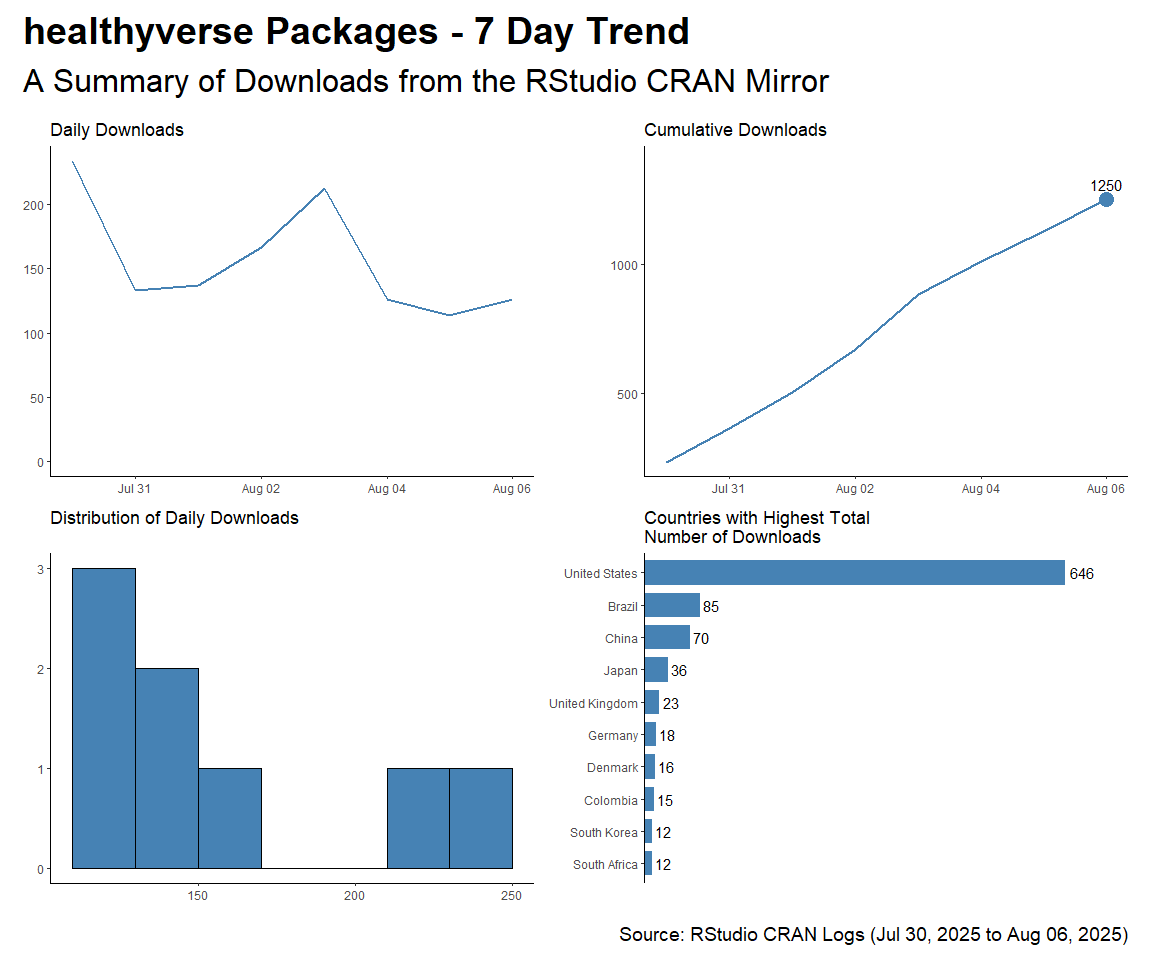 healthyverse Packages - 7 Day Trend
A Summary of Downloads from the RStudio CRAN Mirror
Daily Downloads
200
150
100
50
0
Jul 31 Aug 02 Aug 04 Aug 06
Cumulative Downloads
1250
1000
500
Jul 31 Aug 02 Aug 04 Aug 06
Distribution of Daily Downloads
3
2
1
0
150 200 250
Countries with Highest Total
Number of Downloads
United States 646
Brazil 85
China 70
Japan 36
United Kingdom 23
Germany 18
Denmark 16
Colombia 15
South Korea 12
South Africa 12
Source: RStudio CRAN Logs (Jul 30, 2025 to Aug 06, 2025)